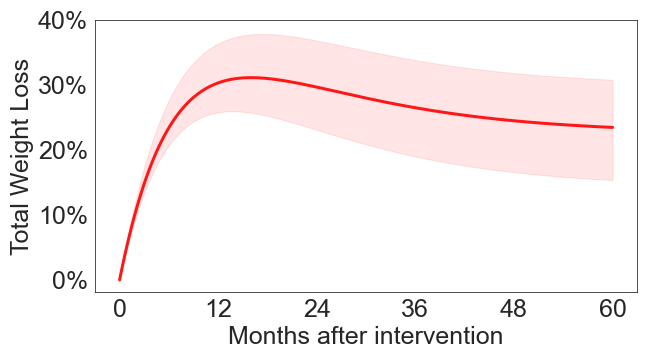 40%
30%
20%
10%
0%
Total Weight Loss
0 12 24 36 48 60
Months after intervention